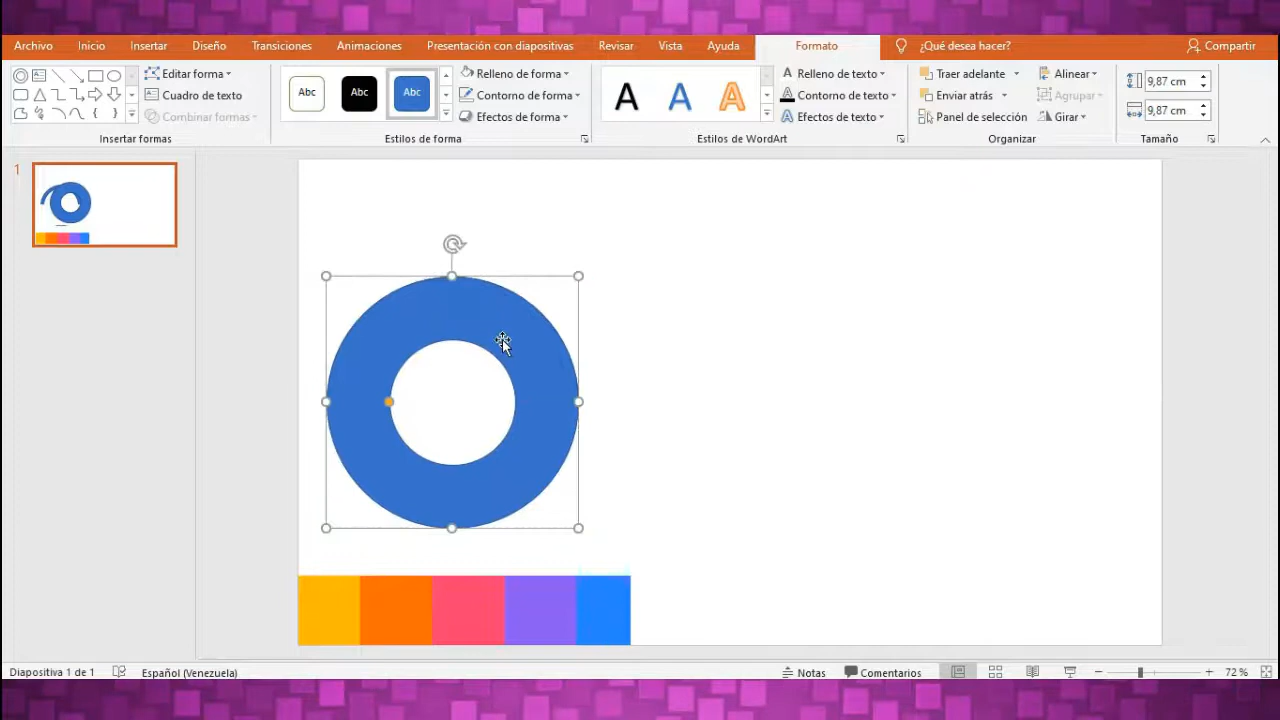 Archivo Inicio Insertar Diseño Transiciones Animaciones Presentación con diapositivas Revisar Vista Ayuda Formato ¿Qué desea hacer? Compartir
Editar forma
Cuadro de texto
Combinar formas
Insertar formas
Abc Abc Abc
Relleno de forma
Contorno de forma
Efectos de forma
Estilos de forma
A A A
Relleno de texto
Contorno de texto
Efectos de texto
Estilos de WordArt
Traer adelante
Enviar atrás
Panel de selección
Alinear
Agrupar
Girar
Organizar
9,87 cm
9,87 cm
Tamaño
1
Diapositiva 1 de 1 Español (Venezuela) Notas Comentarios 72 %